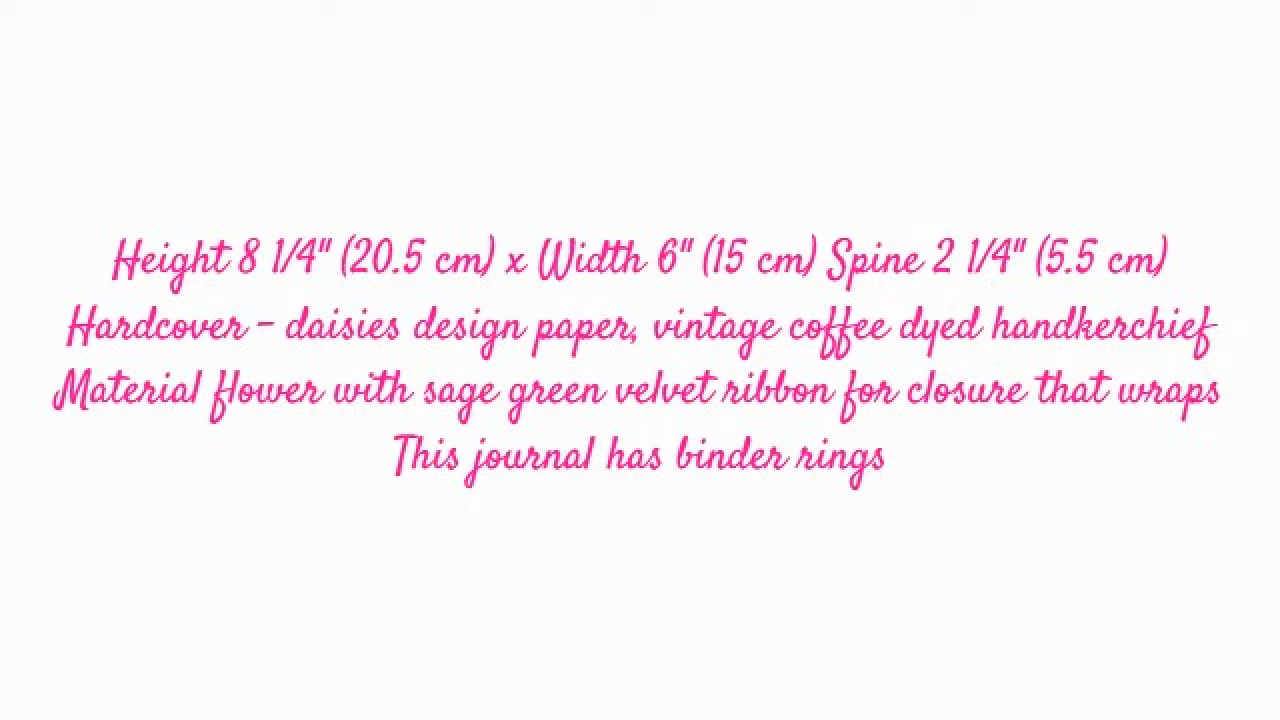 Height 8 1/4" (20.5 cm) x Width 6" (15 cm) Spine 2 1/4" (5.5 cm)
Hardcover - daisies design paper, vintage coffee dyed handkerchief
Material flower with sage green velvet ribbon for closure that wraps
This journal has binder rings